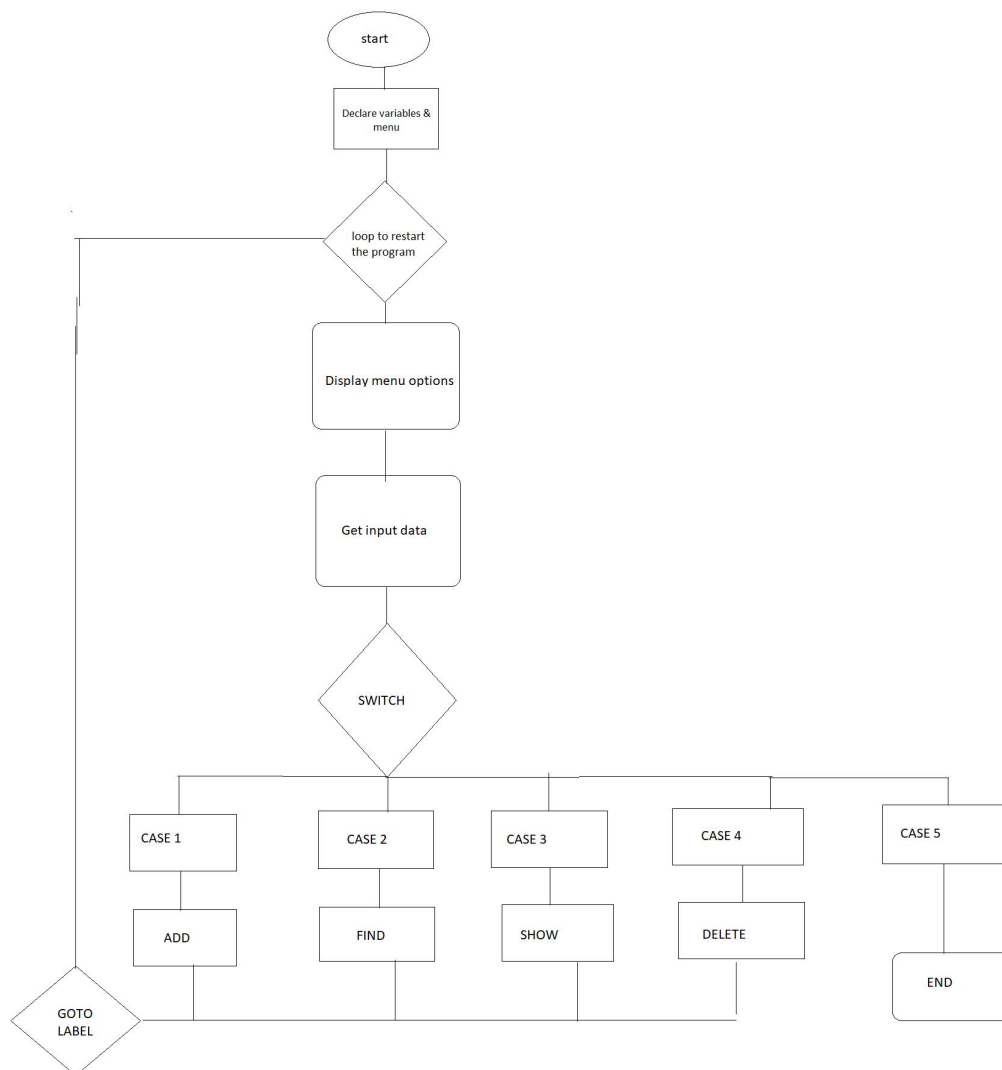 start
Declare variables &
menu
loop to restart
the program
Display menu options
Get input data
SWITCH
CASE 1
CASE 2
CASE 3
CASE 4
CASE 5
ADD
FIND
SHOW
DELETE
END
GOTO
LABEL